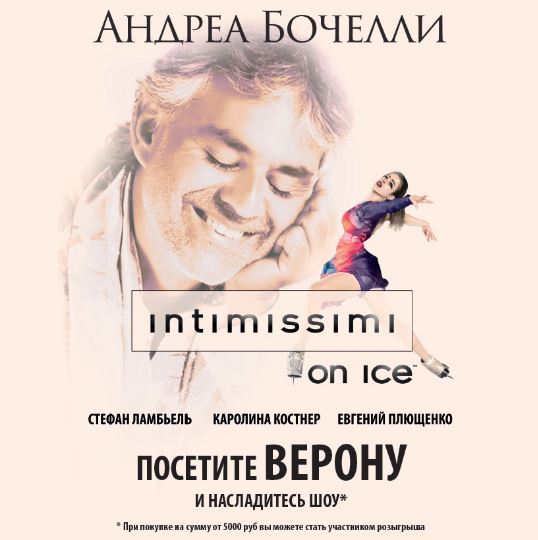 Андреа Бочелли
intimissimi
on ice™
СТЕФАН ЛАМБЬЕЛЬ КАРОЛИНА КОСТНЕР ЕВГЕНИЙ ПЛЮЩЕНКО
ПОСЕТИТЕ ВЕРОНУ
И НАСЛАДИТЕСЬ ШОУ*
* При покупке на сумму от 5000 руб вы можете стать участником розыгрыша